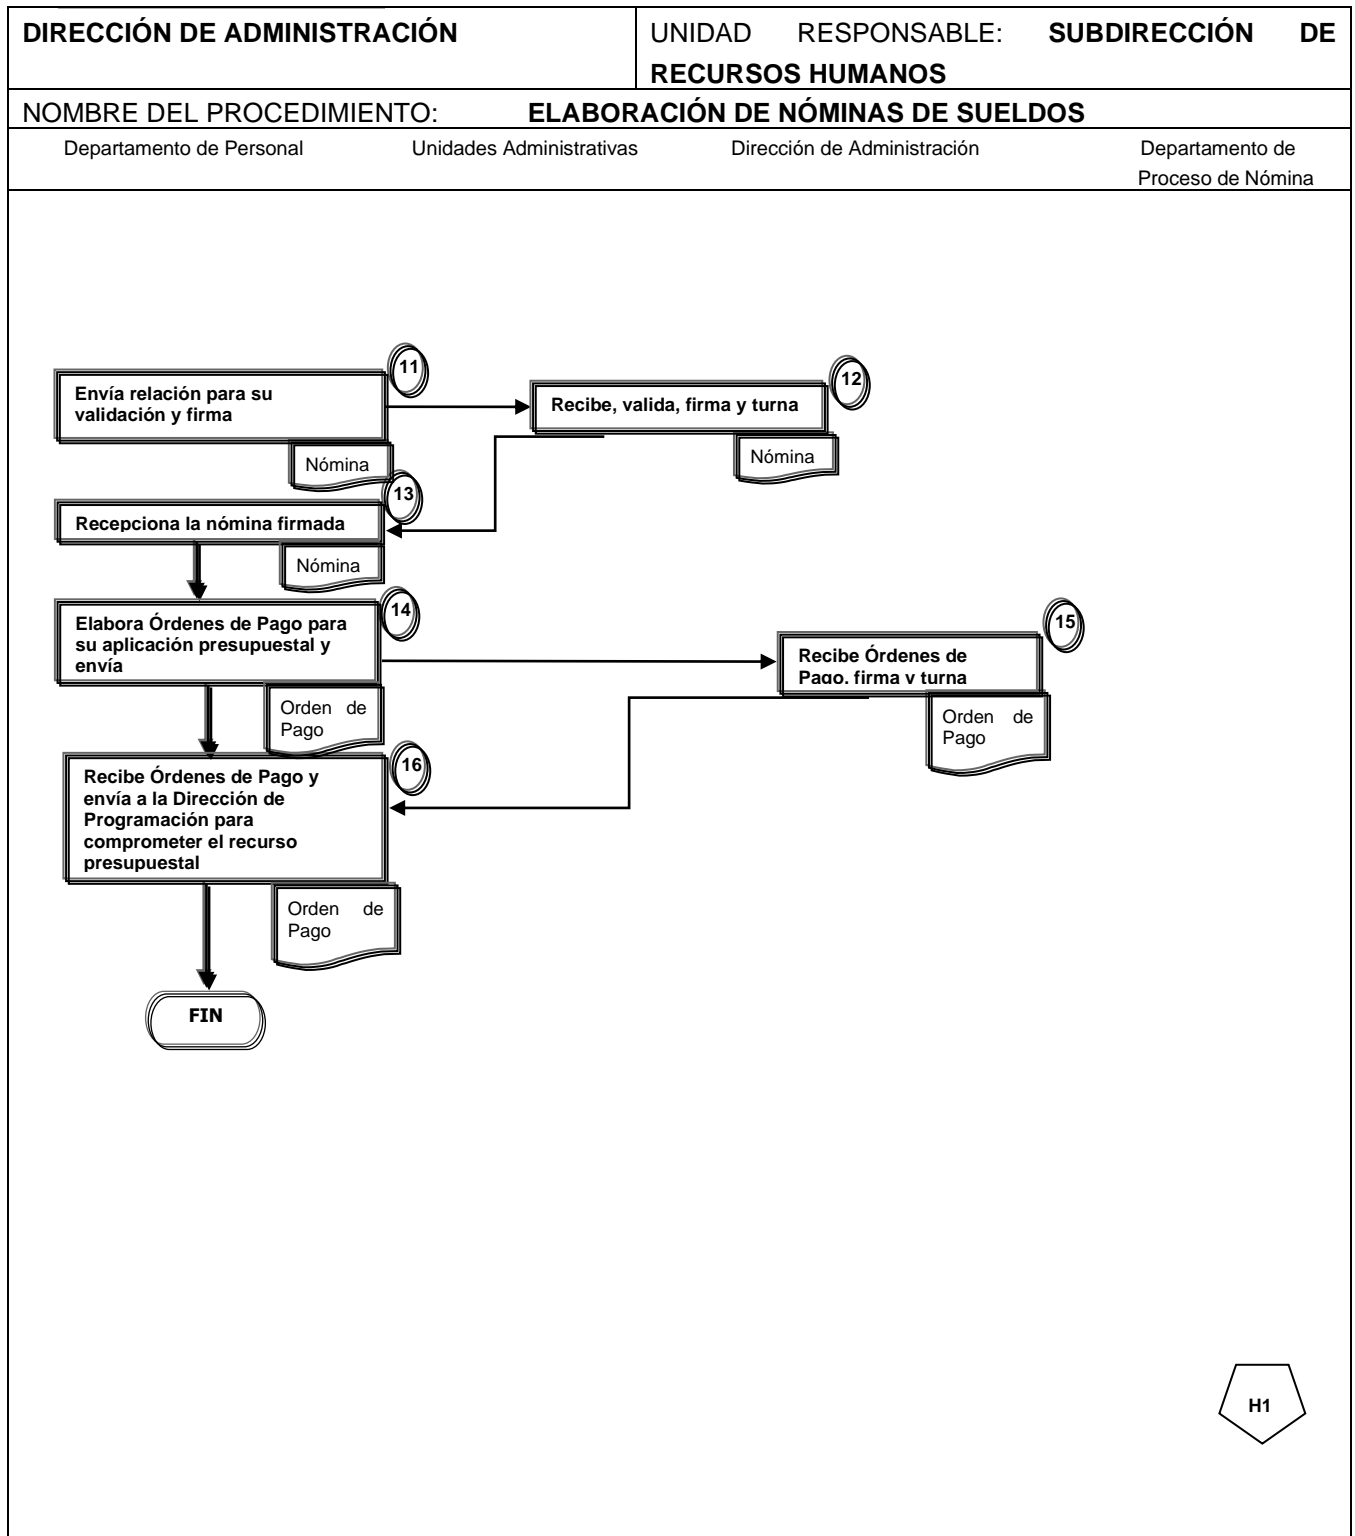 DIRECCIÓN DE ADMINISTRACIÓN
UNIDAD RESPONSABLE: SUBDIRECCIÓN DE
RECURSOS HUMANOS
NOMBRE DEL PROCEDIMIENTO: ELABORACIÓN DE NÓMINAS DE SUELDOS
Departamento de Personal
Unidades Administrativas
Dirección de Administración
Departamento de
Proceso de Nómina
11
Envía relación para su
validación y firma
Nómina
12
Recibe, valida, firma y turna
Nómina
13
Recepciona la nómina firmada
Nómina
14
Elabora Órdenes de Pago para
su aplicación presupuestal y
envía
Orden de
Pago
15
Recibe Órdenes de
Pago, firma y turna
Orden de
Pago
16
Recibe Órdenes de Pago y
envía a la Dirección de
Programación para
comprometer el recurso
presupuestal
Orden de
Pago
FIN
H1